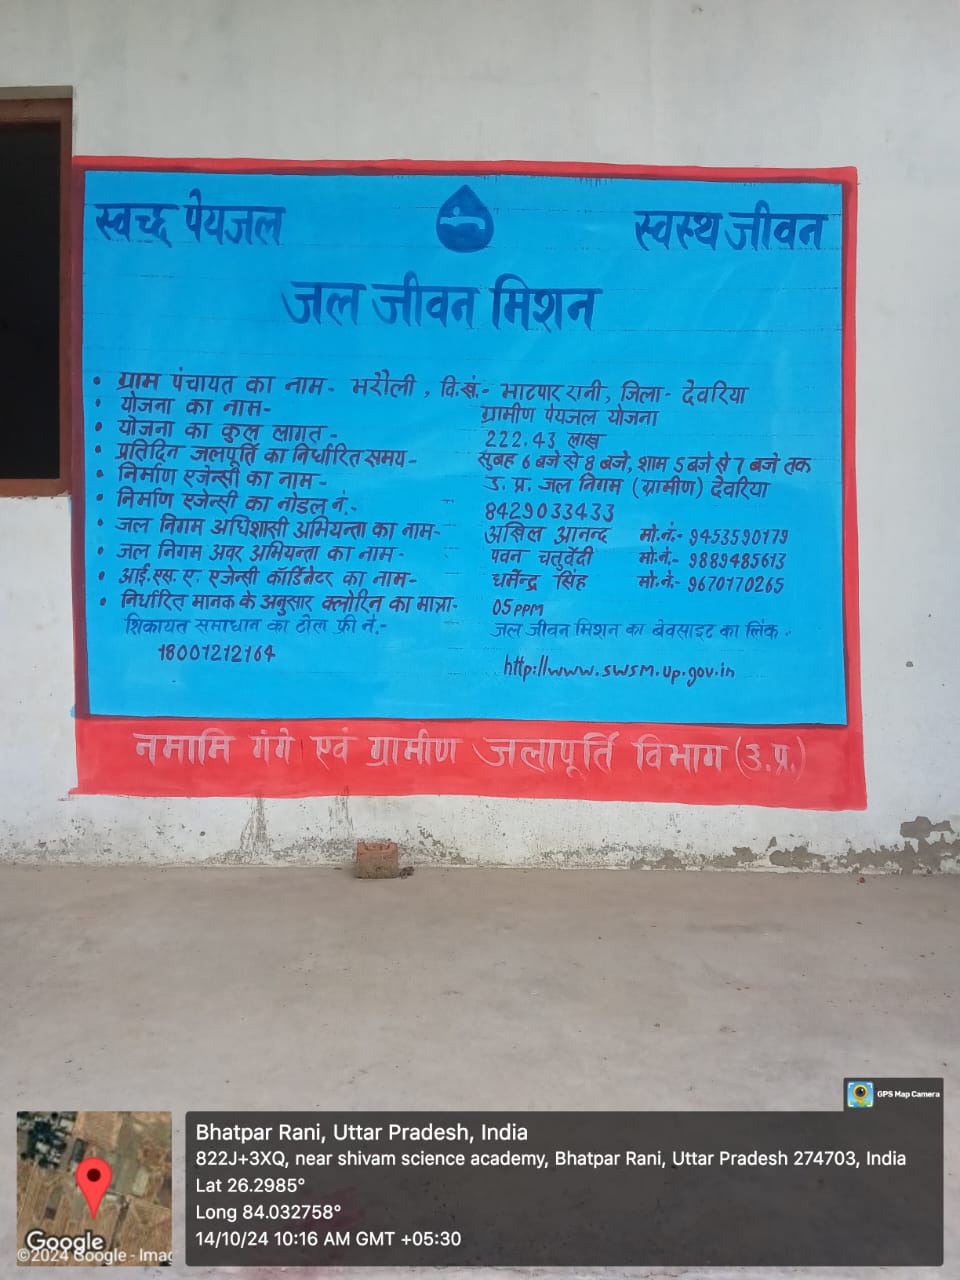 स्वच्छ पेयजल
स्वस्थ जीवन
जल जीवन मिशन
• ग्राम पंचायत का नाम- भरौली, वि.खं.- भाटपार रानी, जिला- देवरिया
• योजना का नाम- ग्रामीण पेयजल योजना
• योजना का कुल लागत- 222.43 लाख
• प्रतिदिन जलपूर्ति का निर्धारित समय- सुबह 6 बजे से 8 बजे, शाम 5 बजे से 7 बजे तक
• निर्माण एजेन्सी का नाम- उ. प्र. जल निगम (ग्रामीण) देवरिया
• निर्माण एजेन्सी का नोडल नं.- 8429033433
• जल निगम अधिशासी अभियन्ता का नाम- अखिल आनन्द मो.नं.- 9453590179
• जल निगम अवर अभियन्ता का नाम- पवन चतुर्वेदी मो.नं.- 9889485613
• आई.एस. ए. एजेन्सी कॉर्डिनेटर का नाम- धर्मेन्द्र सिंह मो.नं.- 9670770265
• निर्धारित मानक के अनुसार क्लोरिन का मात्रा- 05 PPM
शिकायत समाधान का टोल फ्री नं.- जल जीवन मिशन का वेवसाइट का लिंक -
18001212164 http://www.swsm.up.gov.in
नमामि गंगे एवं ग्रामीण जलापूर्ति विभाग (उ.प्र.)
GPS Map Camera
Bhatpar Rani, Uttar Pradesh, India
822J+3XQ, near shivam science academy, Bhatpar Rani, Uttar Pradesh 274703, India
Lat 26.2985°
Long 84.032758°
14/10/24 10:16 AM GMT +05:30
Google
©2024 Google - Imag